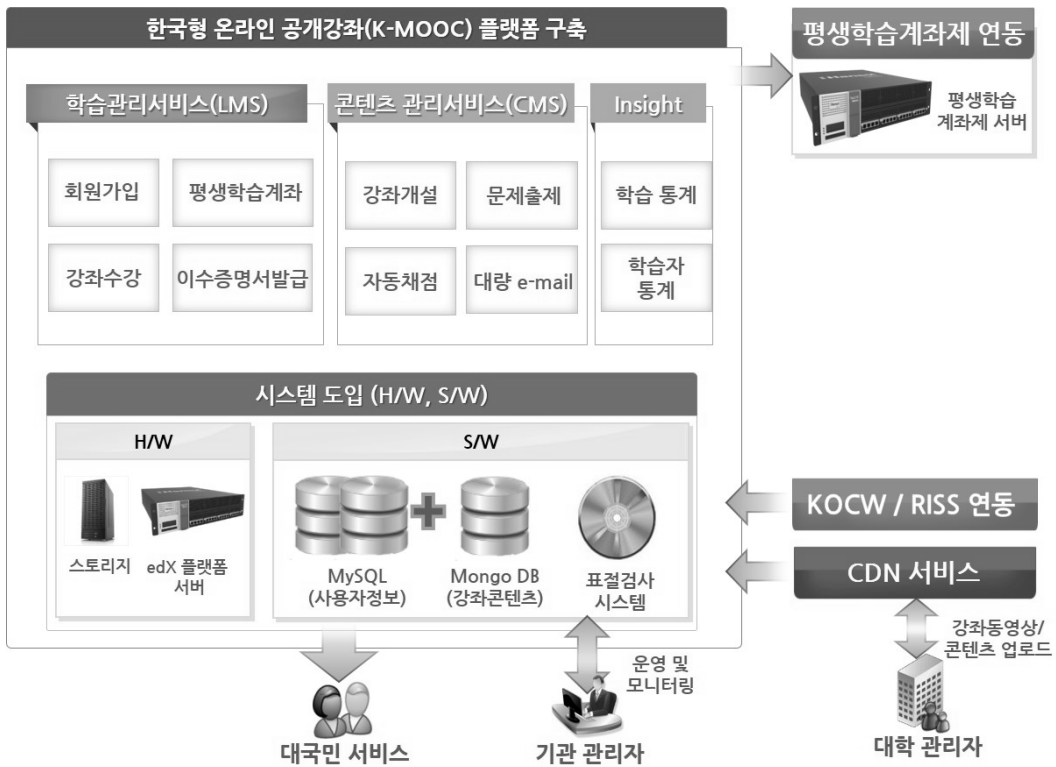 한국형 온라인 공개강좌(K-MOOC) 플랫폼 구축
평생학습계좌제 연동
평생학습
계좌제 서버
학습관리서비스(LMS)
콘텐츠 관리서비스(CMS)
Insight
회원가입
평생학습계좌
강좌개설
문제출제
학습 통계
강좌수강
이수증명서발급
자동채점
대량 e-mail
학습자
통계
시스템 도입 (H/W, S/W)
H/W
S/W
스토리지
edX 플랫폼
서버
MySQL
(사용자정보)
Mongo DB
(강좌콘텐츠)
표절검사
시스템
KOCW / RISS 연동
CDN 서비스
강좌동영상/
콘텐츠 업로드
운영 및
모니터링
대국민 서비스
기관 관리자
대학 관리자